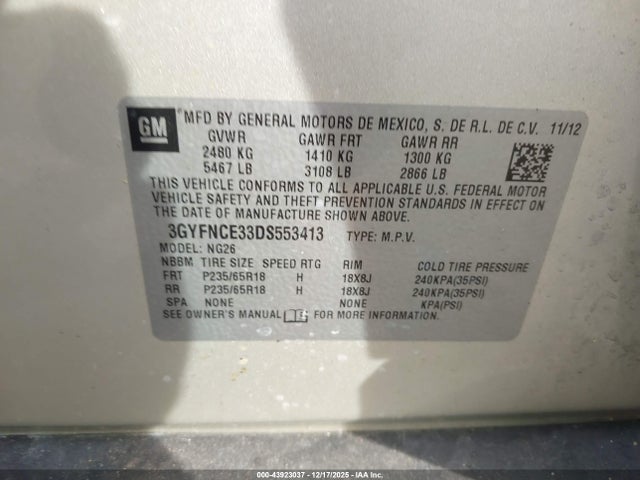 GM
*MFD BY GENERAL MOTORS DE MEXICO, S. DE R.L. DE C.V. 11/12
GVWR GAWR FRT GAWR RR
2480 KG 1410 KG 1300 KG
5467 LB 3108 LB 2866 LB
THIS VEHICLE CONFORMS TO ALL APPLICABLE U.S. FEDERAL MOTOR
VEHICLE SAFETY AND THEFT PREVENTION STANDARDS IN EFFECT ON
THE DATE OF MANUFACTURE SHOWN ABOVE.
3GYFNCE33DS553413 TYPE: M.P.V.
MODEL: NG26
NBBM TIRE SIZE SPEED RTG RIM COLD TIRE PRESSURE
FRT P235/65R18 H 18X8J 240KPA(35PSI)
RR P235/65R18 H 18X8J 240KPA(35PSI)
SPA NONE NONE KPA(PSI)
SEE OWNER'S MANUAL FOR MORE INFORMATION.
000-43923037 - 12/17/2025 - IAA Inc.